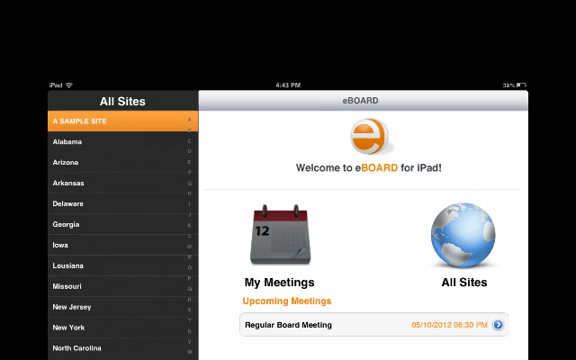 iPad
4:43 PM
39%
All Sites
eBOARD
A SAMPLE SITE
Alabama
Arizona
Arkansas
Delaware
Georgia
Iowa
Lousiana
Missouri
New Jersey
New York
North Carolina
Welcome to eBOARD for iPad!
12
My Meetings
All Sites
Upcoming Meetings
Regular Board Meeting
05/10/2012 06:30 PM